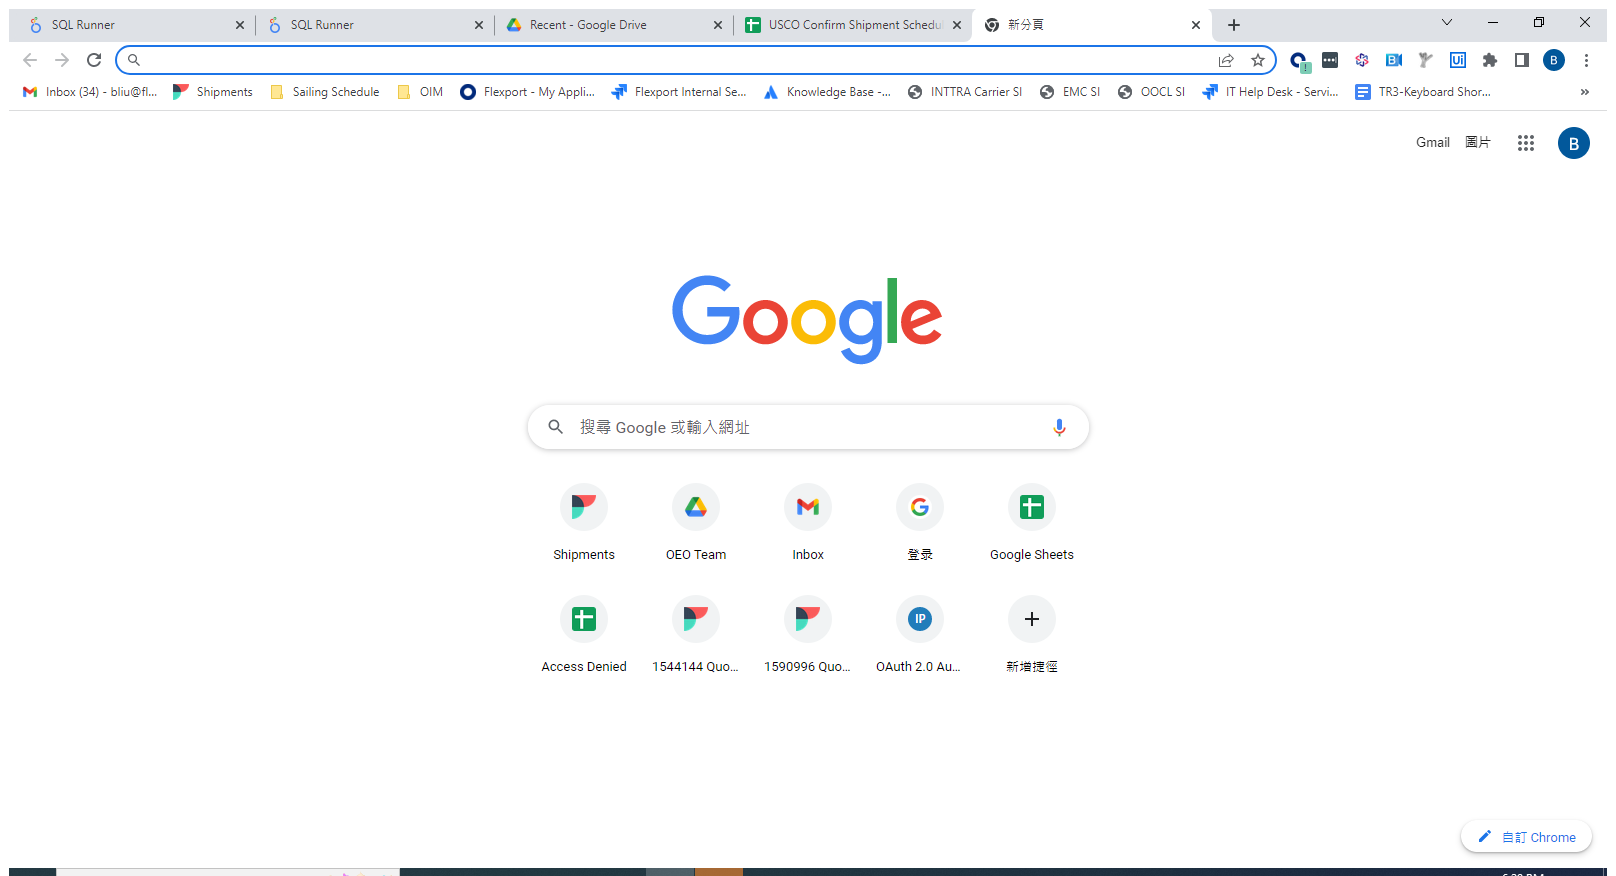 SQL Runner
SQL Runner
Recent - Google Drive
USCO Confirm Shipment Schedu
新分頁
B
Inbox (34) - bliu@fl...
Shipments
Sailing Schedule
OIM
Flexport - My Appli...
Flexport Internal Se...
Knowledge Base -...
INTTRA Carrier SI
EMC SI
OOCL SI
IT Help Desk - Servi...
TR3-Keyboard Shor...
»
Gmail
圖片
B
Google
搜尋 Google 或輸入網址
Shipments
OEO Team
Inbox
登录
Google Sheets
IP
Access Denied
1544144 Quo...
1590996 Quo...
OAuth 2.0 Au...
新增捷徑
自訂 Chrome